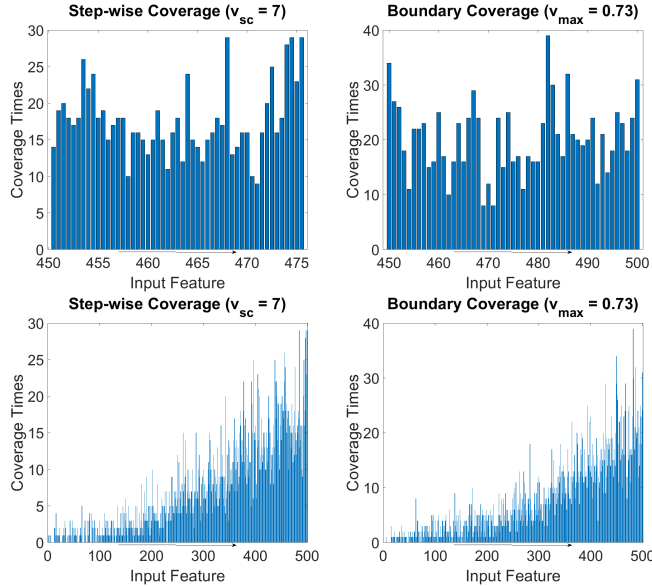 Step-wise Coverage (v_sc = 7)
Coverage Times
30
25
20
15
10
5
0
450 455 460 465 470 475
Input Feature
Boundary Coverage (v_max = 0.73)
Coverage Times
40
30
20
10
0
450 460 470 480 490 500
Input Feature
Step-wise Coverage (v_sc = 7)
Coverage Times
30
25
20
15
10
5
0
0 100 200 300 400 500
Input Feature
Boundary Coverage (v_max = 0.73)
Coverage Times
40
30
20
10
0
0 100 200 300 400 500
Input Feature